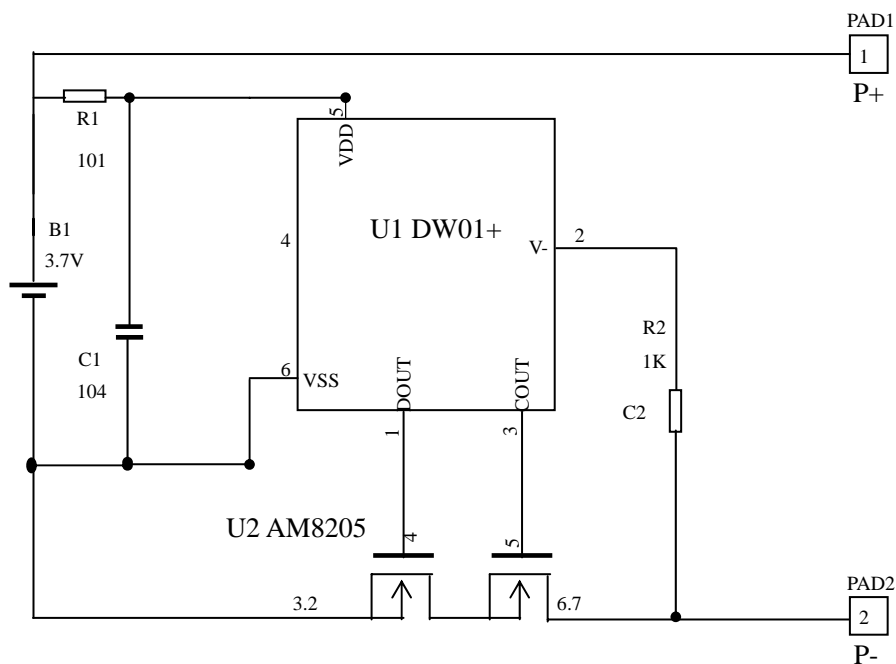 PAD1
1
P+
R1
101
5
VDD
B1
3.7V
4
U1 DW01+
V-
2
R2
1K
C1
104
6
VSS
DOUT
COUT
C2
1
3
U2 AM8205
4
5
3.2
6.7
PAD2
2
P-